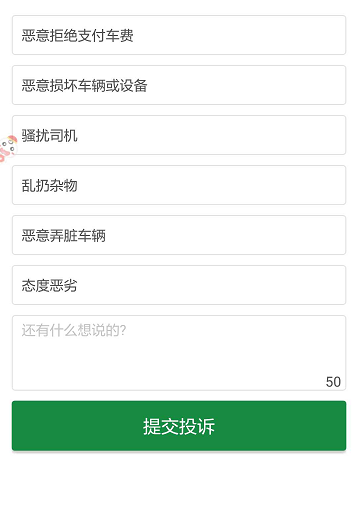 恶意拒绝支付车费
恶意损坏车辆或设备
骚扰司机
乱扔杂物
恶意弄脏车辆
态度恶劣
还有什么想说的?
50
提交投诉